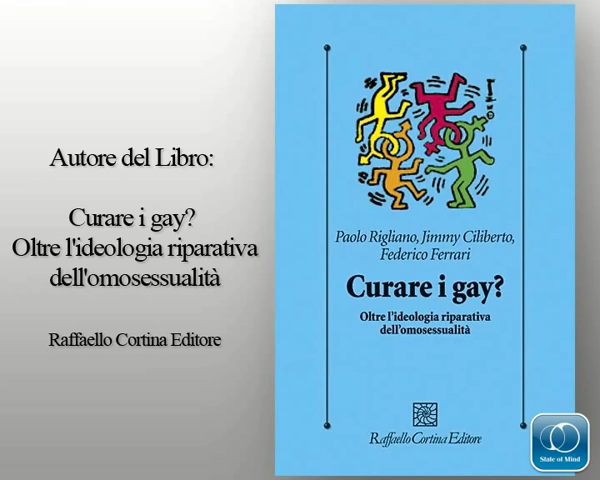 Autore del Libro:
Curare i gay?
Oltre l'ideologia riparativa
dell'omosessualità
Raffaello Cortina Editore
Paolo Rigliano, Jimmy Ciliberto,
Federico Ferrari
Curare i gay?
Oltre l'ideologia riparativa
dell'omosessualità
Raffaello Cortina Editore
State of Mind